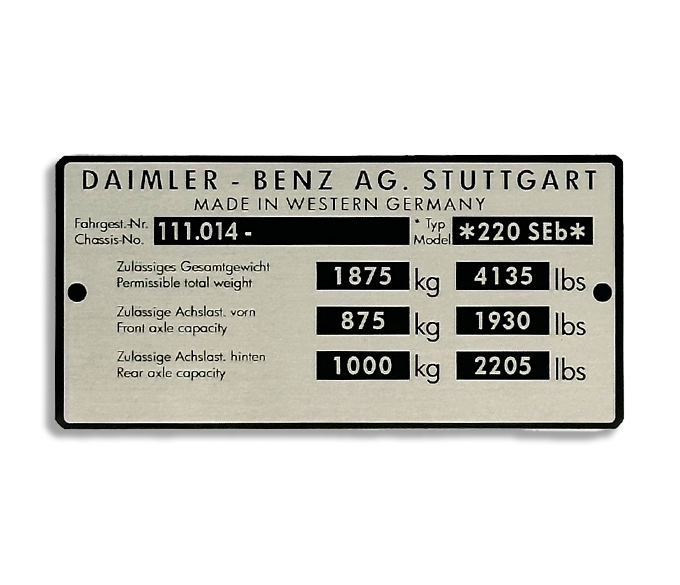 DAIMLER - BENZ AG. STUTTGART
MADE IN WESTERN GERMANY
Fahrgest.-Nr. 111.014 - * Typ *220 SEb*
Chassis-No. Model
Zulässiges Gesamtgewicht 1875 kg 4135 lbs
Permissible total weight
Zulässige Achslast. vorn 875 kg 1930 lbs
Front axle capacity
Zulässige Achslast. hinten 1000 kg 2205 lbs
Rear axle capacity